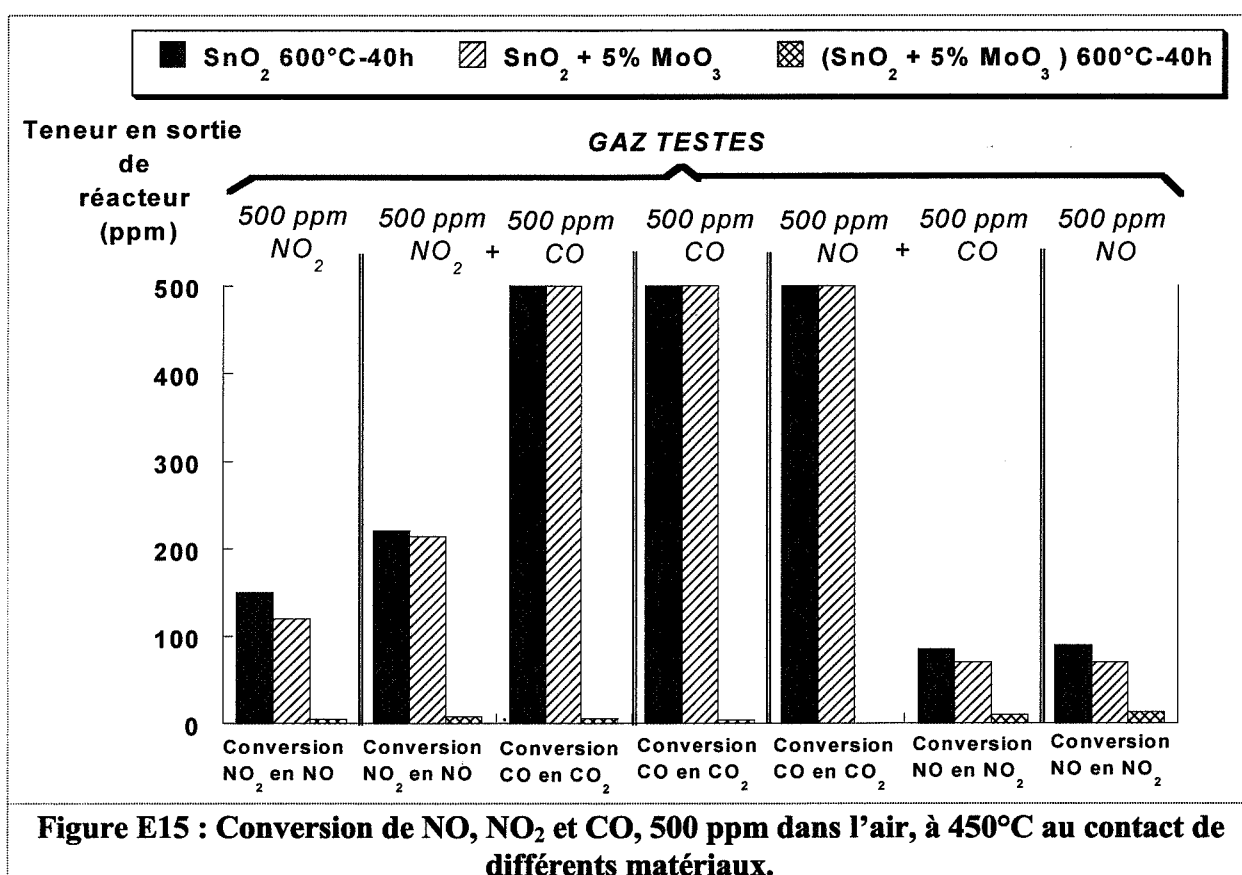 SnO2 600°C-40h SnO2 + 5% MoO3 (SnO2 + 5% MoO3) 600°C-40h
Teneur en sortie
de
réacteur
(ppm)
GAZ TESTES
500 ppm 500 ppm 500 ppm 500 ppm 500 ppm 500 ppm 500 ppm
NO2 NO2 + CO CO NO + CO NO
500
400
300
200
100
0
Conversion Conversion Conversion Conversion Conversion Conversion Conversion
NO2 en NO NO2 en NO CO en CO2 CO en CO2 CO en CO2 NO en NO2 NO en NO2
Figure E15 : Conversion de NO, NO2 et CO, 500 ppm dans l'air, à 450°C au contact de
différents matériaux.